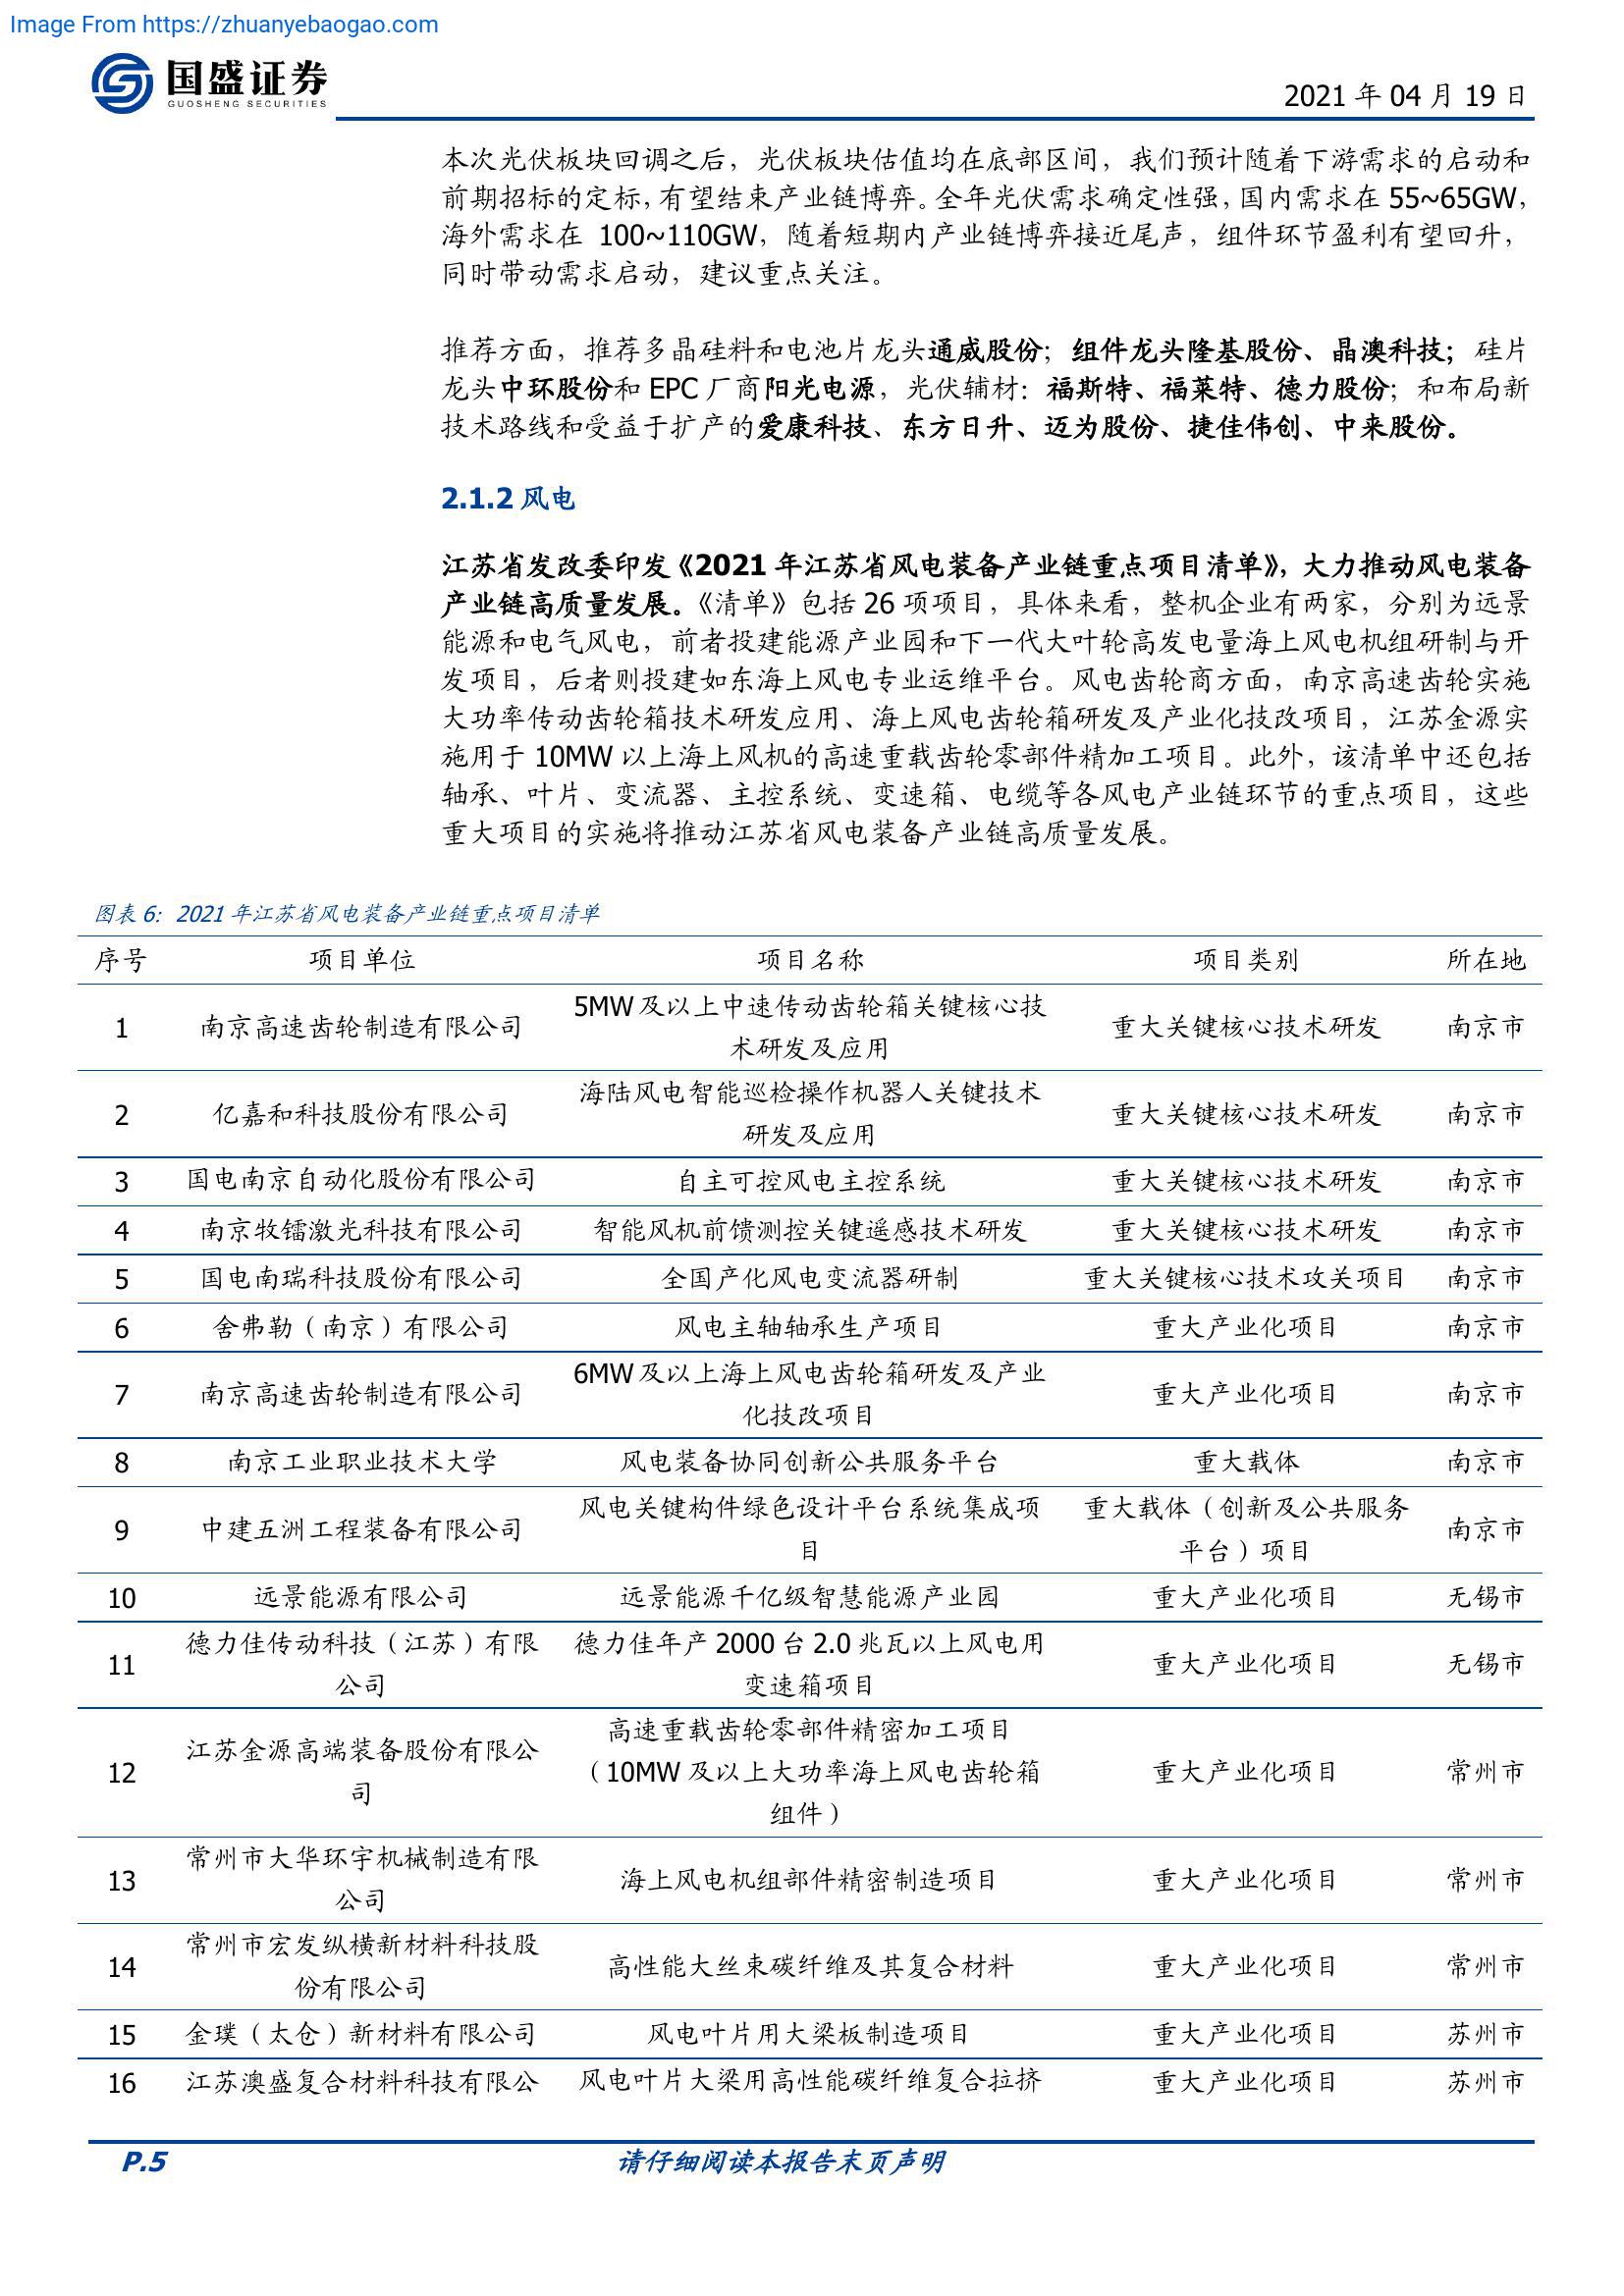 Image From https://zhuanyebaogao.com
国盛证券
GUOSHENG SECURITIES
2021 年 04 月 19 日
本次光伏板块回调之后，光伏板块估值均在底部区间，我们预计随着下游需求的启动和
前期招标的定标，有望结束产业链博弈。全年光伏需求确定性强，国内需求在 55~65GW，
海外需求在 100~110GW，随着短期内产业链博弈接近尾声，组件环节盈利有望回升，
同时带动需求启动，建议重点关注。
推荐方面，推荐多晶硅料和电池片龙头通威股份；组件龙头隆基股份、晶澳科技；硅片
龙头中环股份和 EPC 厂商阳光电源，光伏辅材：福斯特、福莱特、德力股份；和布局新
技术路线和受益于扩产的爱康科技、东方日升、迈为股份、捷佳伟创、中来股份。
2.1.2 风电
江苏省发改委印发《2021 年江苏省风电装备产业链重点项目清单》，大力推动风电装备
产业链高质量发展。《清单》包括 26 项项目，具体来看，整机企业有两家，分别为远景
能源和电气风电，前者投建能源产业园和下一代大叶轮高发电量海上风电机组研制与开
发项目，后者则投建如东海上风电专业运维平台。风电齿轮商方面，南京高速齿轮实施
大功率传动齿轮箱技术研发应用、海上风电齿轮箱研发及产业化技改项目，江苏金源实
施用于 10MW 以上海上风机的高速重载齿轮零部件精加工项目。此外，该清单中还包括
轴承、叶片、变流器、主控系统、变速箱、电缆等各风电产业链环节的重点项目，这些
重大项目的实施将推动江苏省风电装备产业链高质量发展。
图表 6：2021 年江苏省风电装备产业链重点项目清单
序号 项目单位 项目名称 项目类别 所在地
1 南京高速齿轮制造有限公司 5MW 及以上中速传动齿轮箱关键核心技 重大关键核心技术研发 南京市
术研发及应用
2 亿嘉和科技股份有限公司 海陆风电智能巡检操作机器人关键技术 重大关键核心技术研发 南京市
研发及应用
3 国电南京自动化股份有限公司 自主可控风电主控系统 重大关键核心技术研发 南京市
4 南京牧镭激光科技有限公司 智能风机前馈测控关键遥感技术研发 重大关键核心技术研发 南京市
5 国电南瑞科技股份有限公司 全国产化风电变流器研制 重大关键核心技术攻关项目 南京市
6 舍弗勒（南京）有限公司 风电主轴轴承生产项目 重大产业化项目 南京市
7 南京高速齿轮制造有限公司 6MW 及以上海上风电齿轮箱研发及产业 重大产业化项目 南京市
化技改项目
8 南京工业职业技术大学 风电装备协同创新公共服务平台 重大载体 南京市
9 中建五洲工程装备有限公司 风电关键构件绿色设计平台系统集成项 重大载体（创新及公共服务 南京市
目 平台）项目
10 远景能源有限公司 远景能源千亿级智慧能源产业园 重大产业化项目 无锡市
11 德力佳传动科技（江苏）有限 德力佳年产 2000 台 2.0 兆瓦以上风电用 重大产业化项目 无锡市
公司 变速箱项目
12 江苏金源高端装备股份有限公 高速重载齿轮零部件精密加工项目 重大产业化项目 常州市
司 （10MW 及以上大功率海上风电齿轮箱
组件）
13 常州市大华环宇机械制造有限 海上风电机组部件精密制造项目 重大产业化项目 常州市
公司
14 常州市宏发纵横新材料科技股 高性能大丝束碳纤维及其复合材料 重大产业化项目 常州市
份有限公司
15 金璞（太仓）新材料有限公司 风电叶片用大梁板制造项目 重大产业化项目 苏州市
16 江苏澳盛复合材料科技有限公 风电叶片大梁用高性能碳纤维复合拉挤 重大产业化项目 苏州市
P.5 请仔细阅读本报告末页声明